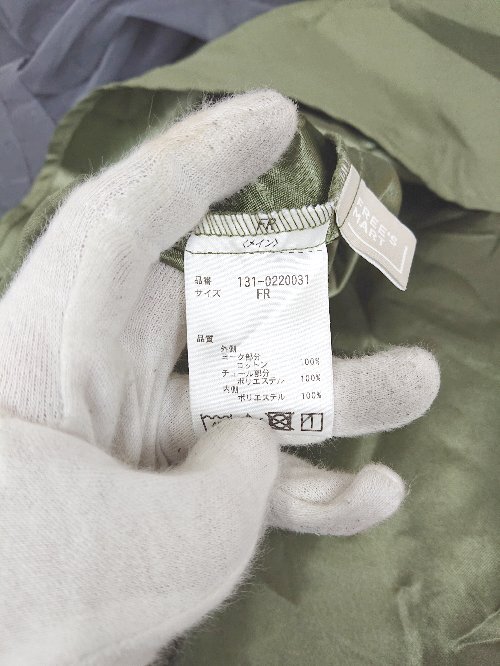 FREE'S
MART
FR
〈メイン〉
品番 131-0220031
サイズ FR
品質
外側
ヨーク部分
コットン 100%
チュール部分
ポリエステル 100%
内側
ポリエステル 100%